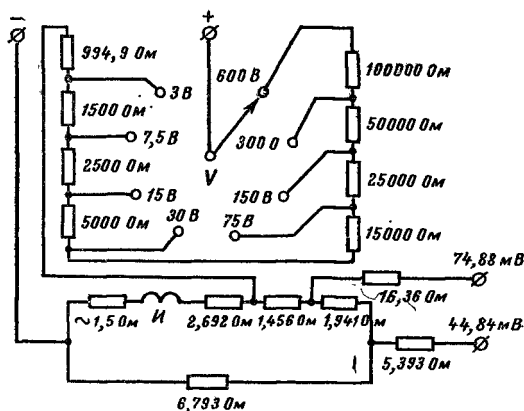 −
+
994,9 Ом
3 В
1500 Ом
7,5 В
2500 Ом
15 В
5000 Ом
30 В
600 В
300 0
V
150 В
75 В
100000 Ом
50000 Ом
25000 Ом
15000 Ом
74,88 мВ
16,36 Ом
44,84 мВ
~1,5 Ом
И
2,692 Ом
1,456 Ом
1,941 Ом
5,393 Ом
6,793 Ом